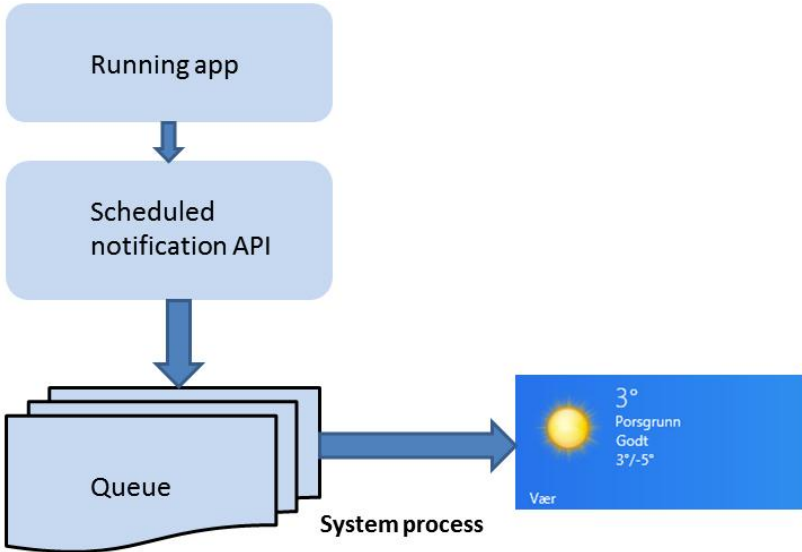 Running app
Scheduled
notification API
Queue
System process
3°
Porsgrunn
Godt
3°/-5°
Vær